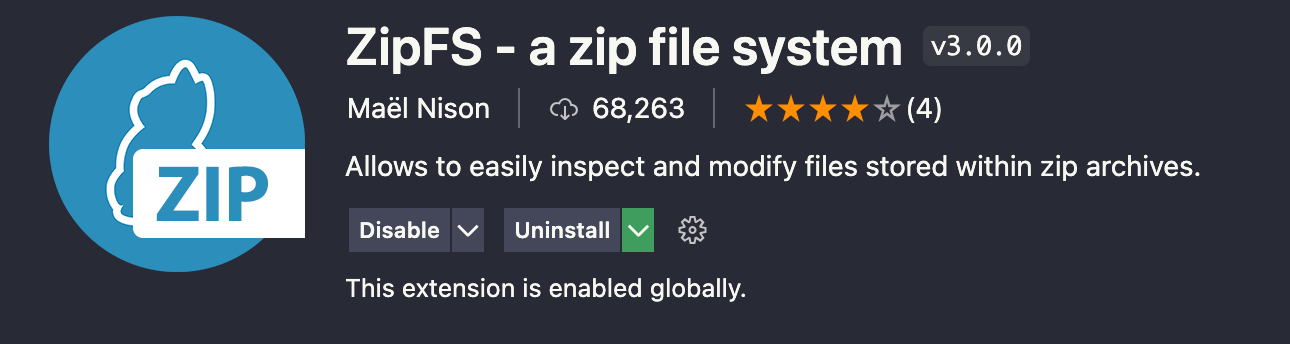 ZipFS - a zip file system v3.0.0
Maël Nison 68,263 (4)
Allows to easily inspect and modify files stored within zip archives.
ZIP
Disable Uninstall
This extension is enabled globally.